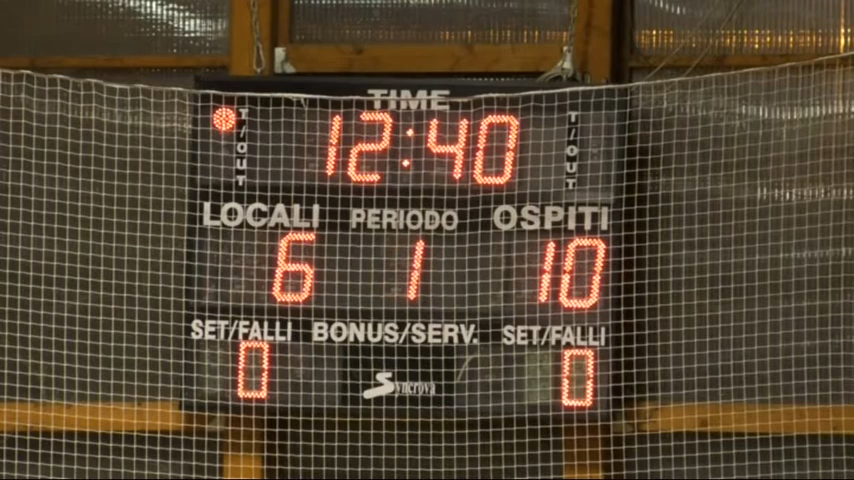 TIME
T/OUT 12:40 T/OUT
LOCALI PERIODO OSPITI
6 1 10
SET/FALLI BONUS/SERV. SET/FALLI
0 Syncrova 0